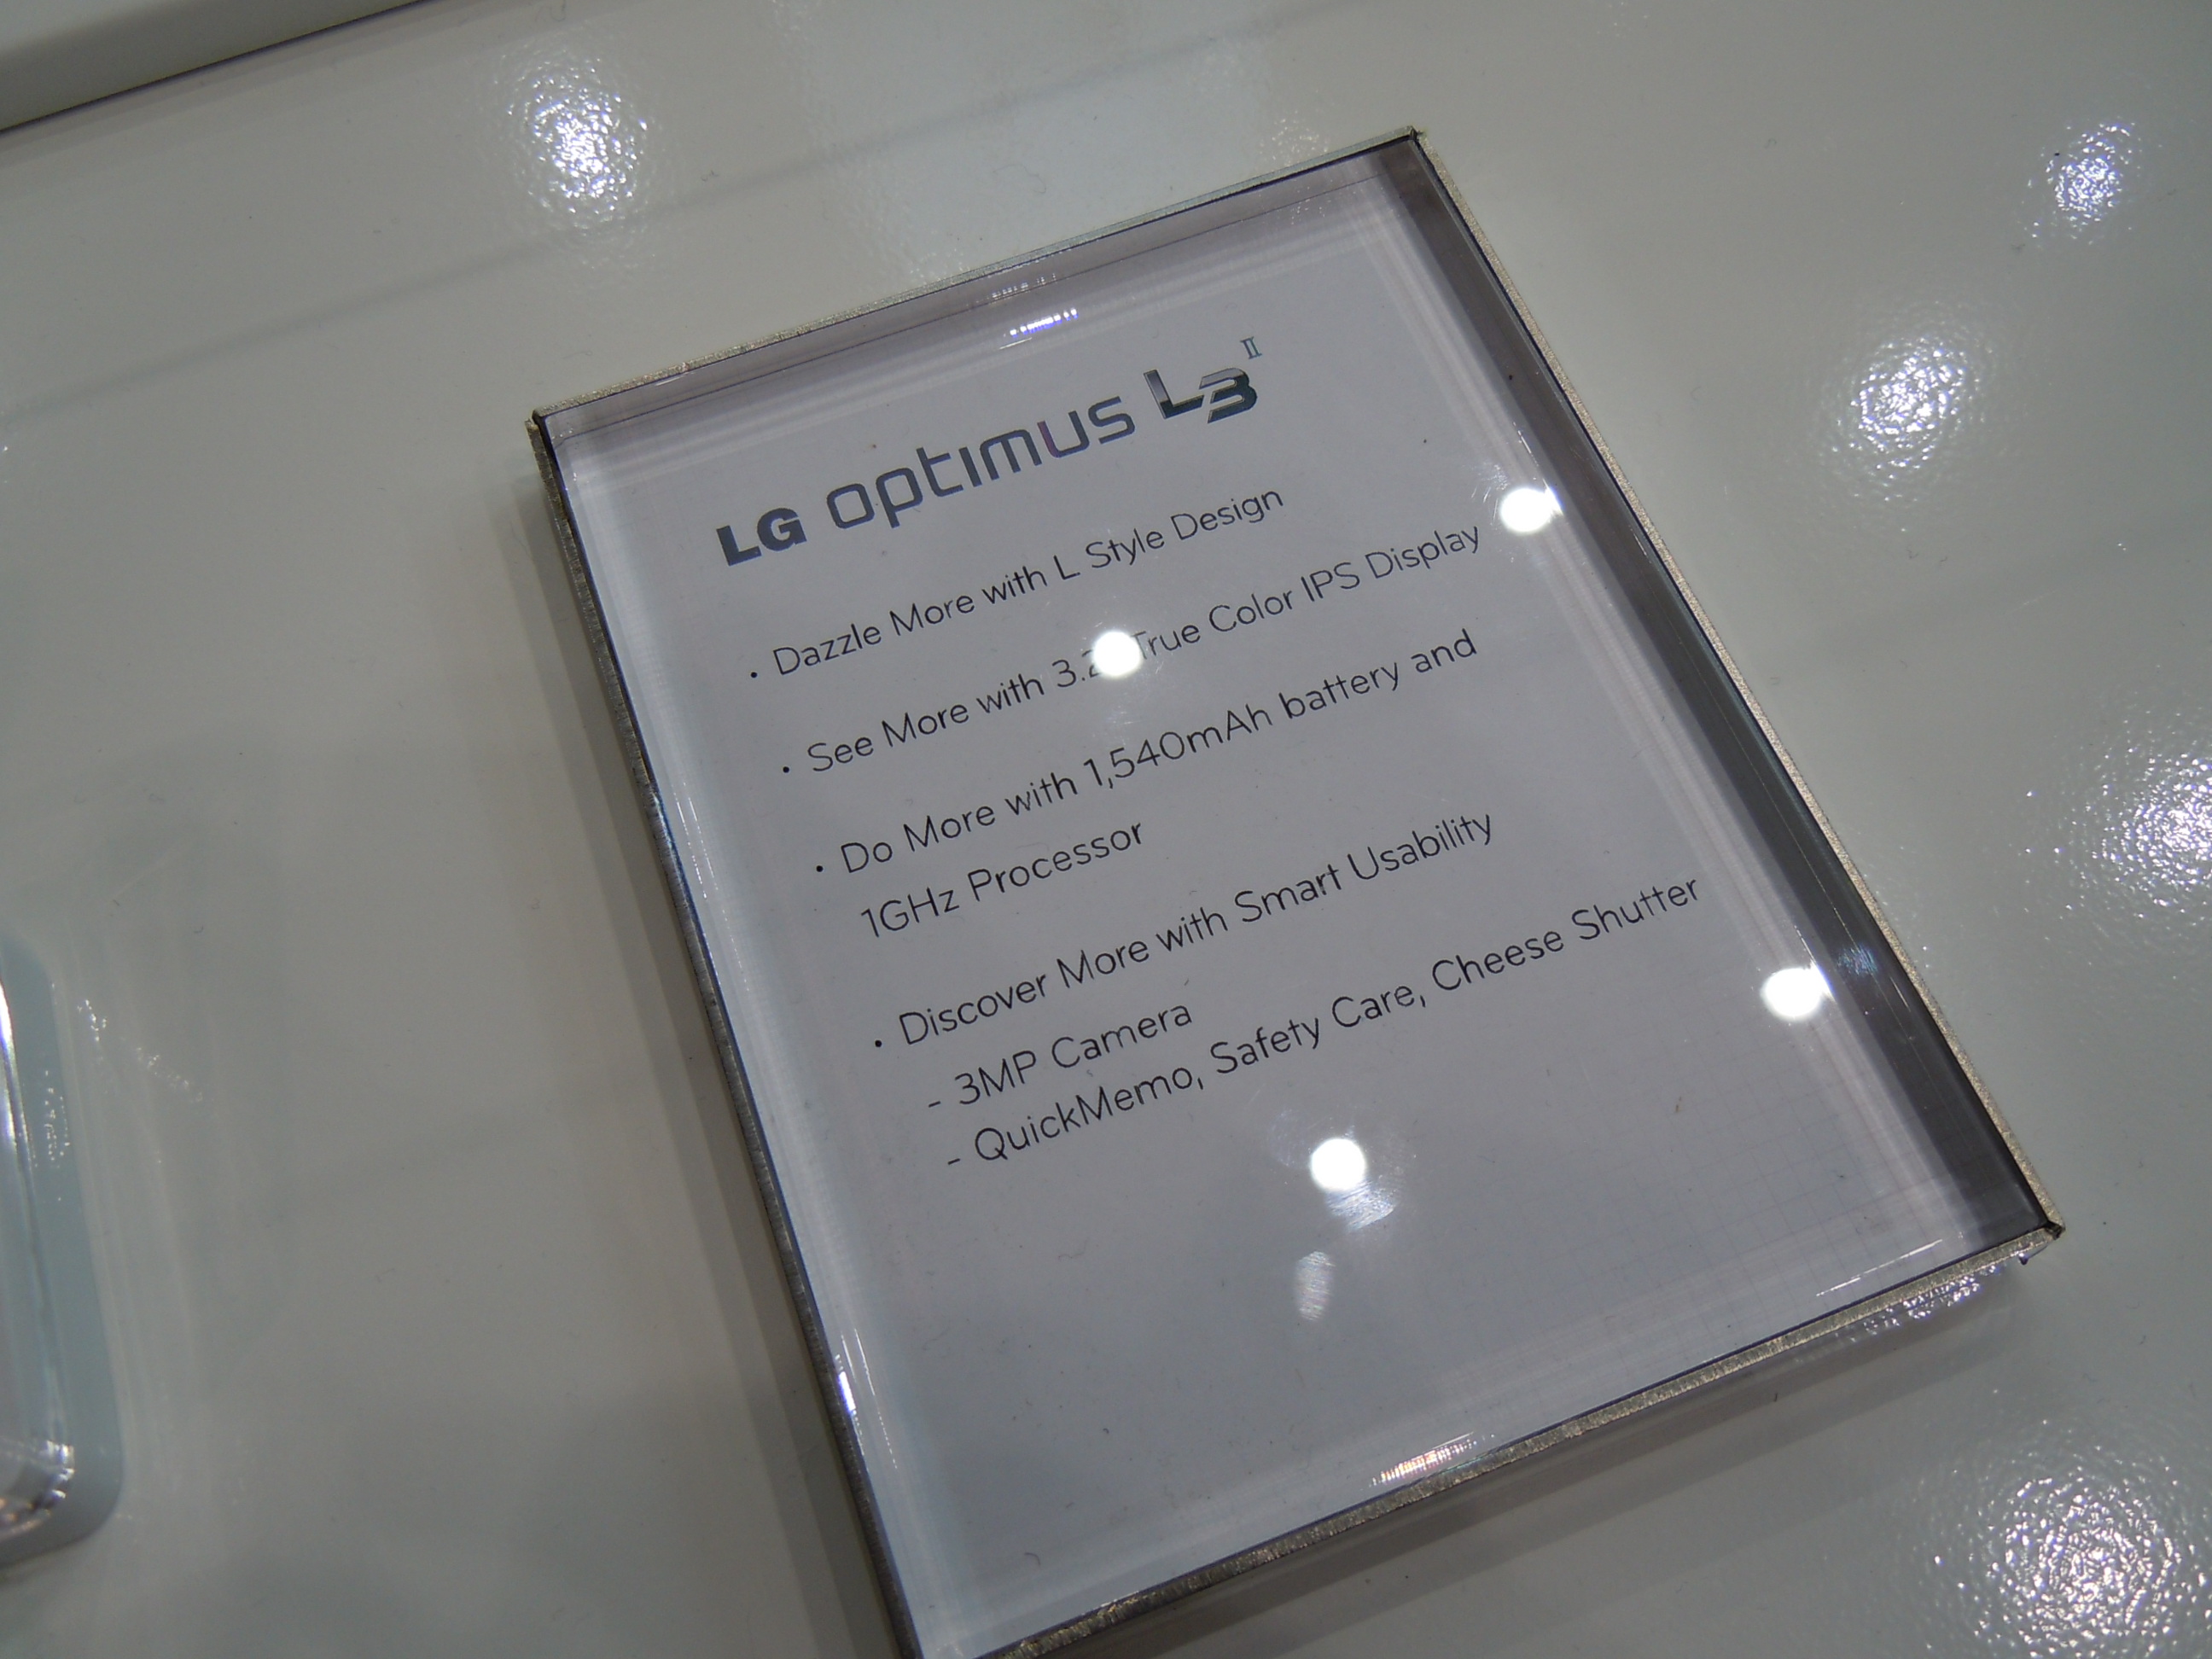 LG optimus L3 II
· Dazzle More with L Style Design
· See More with 3.2 True Color IPS Display
· Do More with 1,540mAh battery and
1GHz Processor
· Discover More with Smart Usability
- 3MP Camera
- QuickMemo, Safety Care, Cheese Shutter